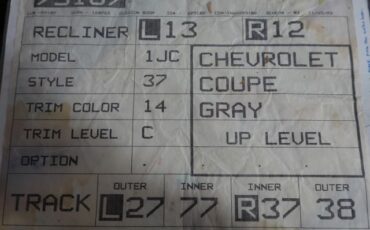 RECLINER L13 R12
MODEL 1JC CHEVROLET
STYLE 37 COUPE
TRIM COLOR 14 GRAY
TRIM LEVEL C UP LEVEL
OPTION . . . .
OUTER INNER INNER OUTER
TRACK L27 77 R37 38